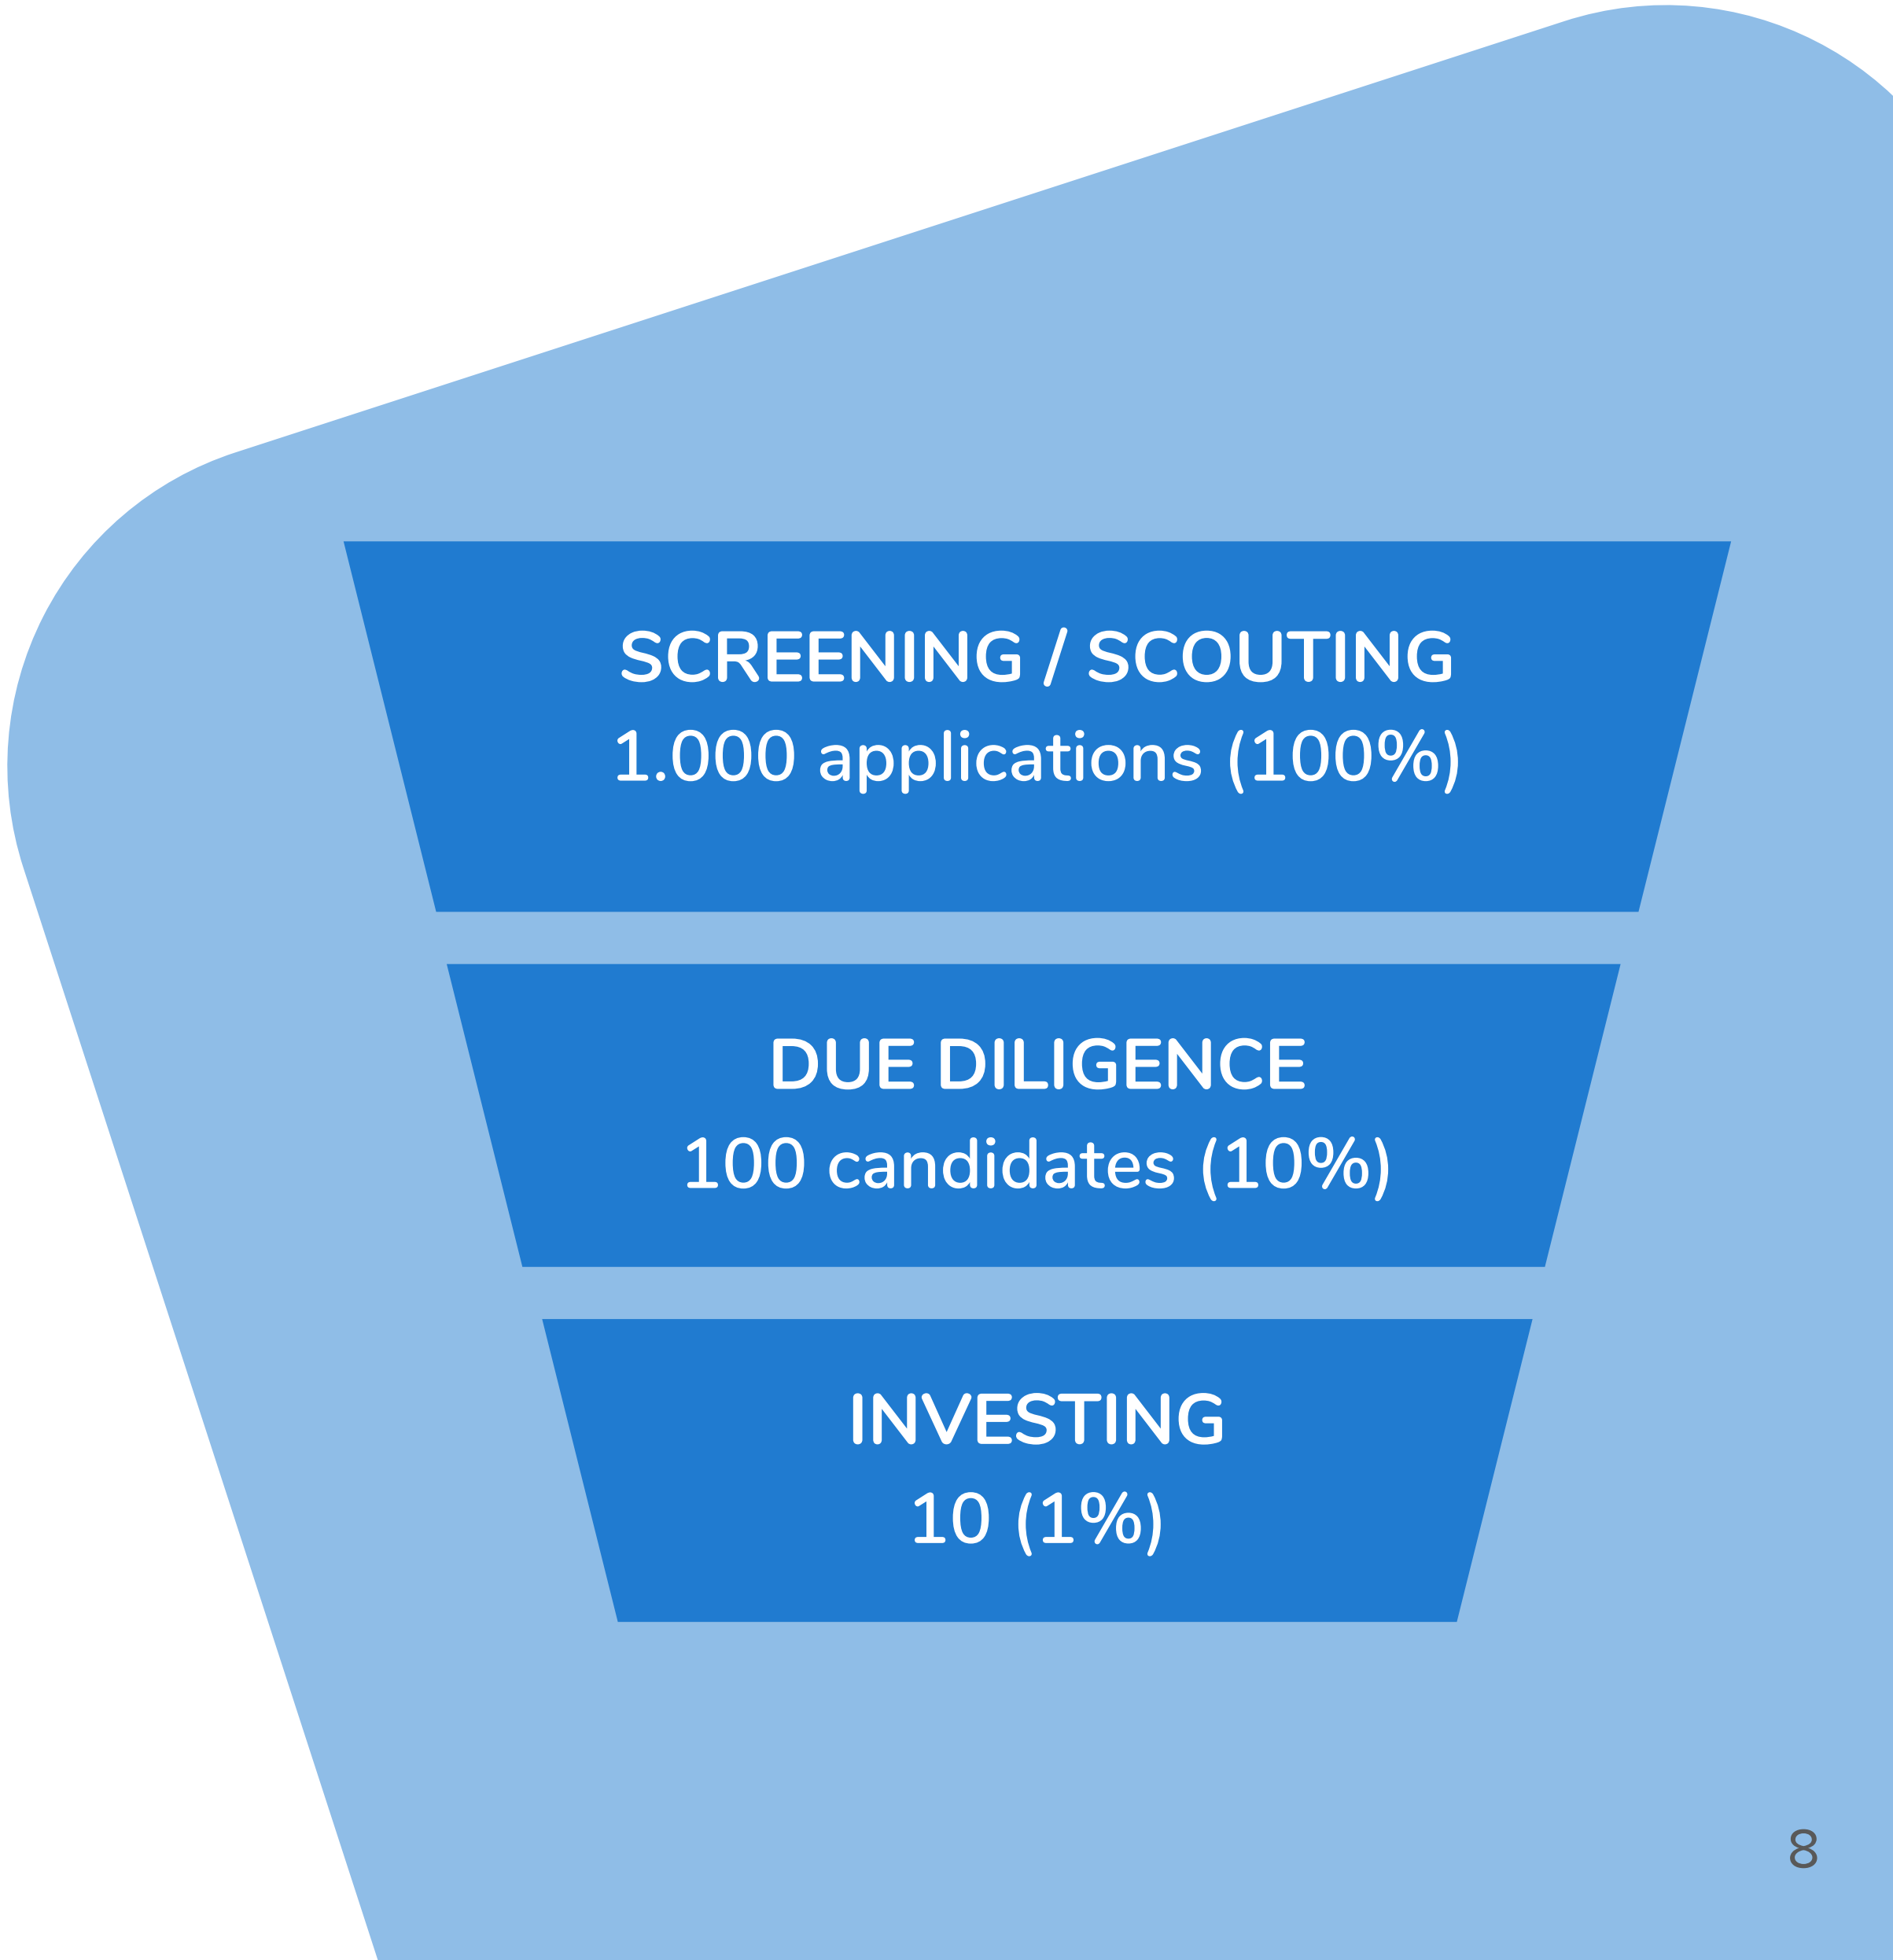 SCREENING / SCOUTING
1.000 applications (100%)
DUE DILIGENCE
100 candidates (10%)
INVESTING
10 (1%)
8